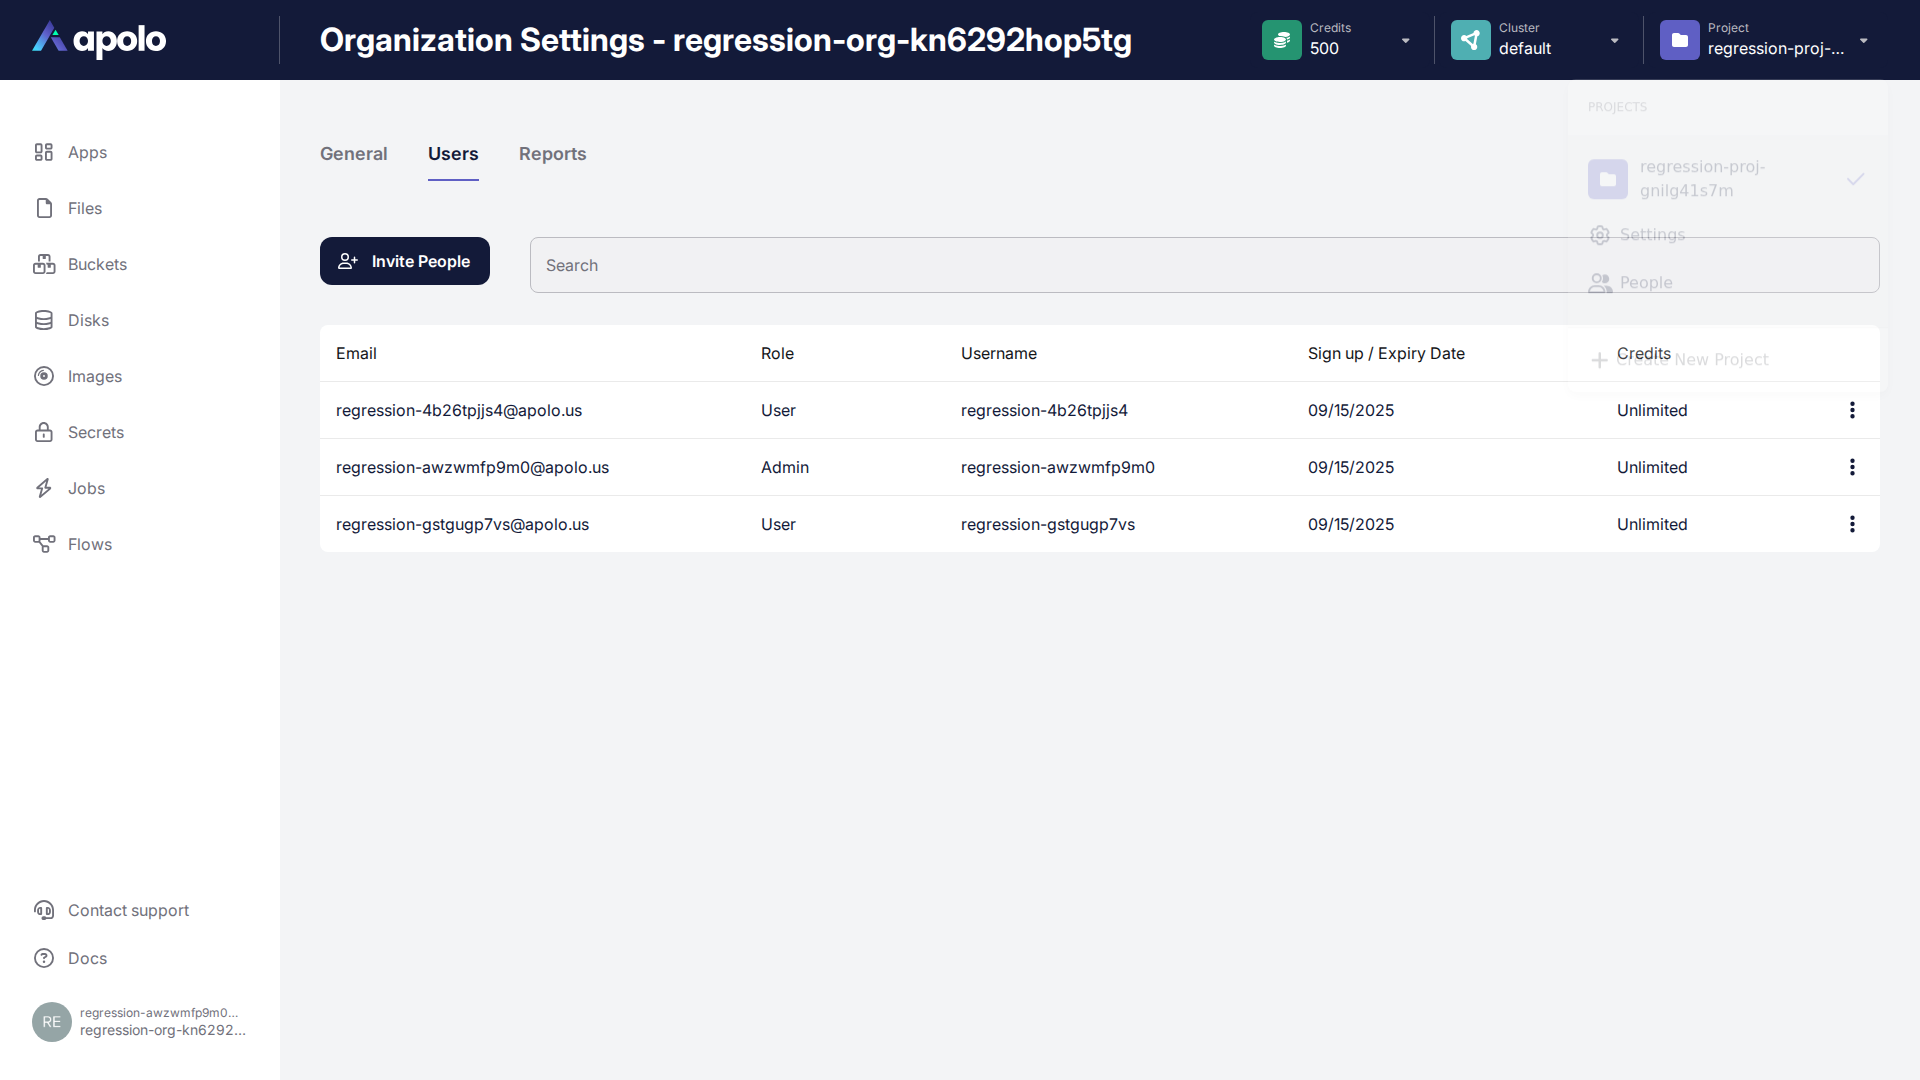 apolo
Organization Settings - regression-org-kn6292hop5tg
Credits
500
Cluster
default
Project
regression-proj-...
PROJECTS
regression-proj-
gnilg41s7m
Settings
People
Create New Project
Apps
Files
Buckets
Disks
Images
Secrets
Jobs
Flows
General Users Reports
Invite People
Search
Email Role Username Sign up / Expiry Date Credits
regression-4b26tpjjs4@apolo.us User regression-4b26tpjjs4 09/15/2025 Unlimited
regression-awzwmfp9m0@apolo.us Admin regression-awzwmfp9m0 09/15/2025 Unlimited
regression-gstgugp7vs@apolo.us User regression-gstgugp7vs 09/15/2025 Unlimited
Contact support
Docs
RE
regression-awzwmfp9m0...
regression-org-kn6292...